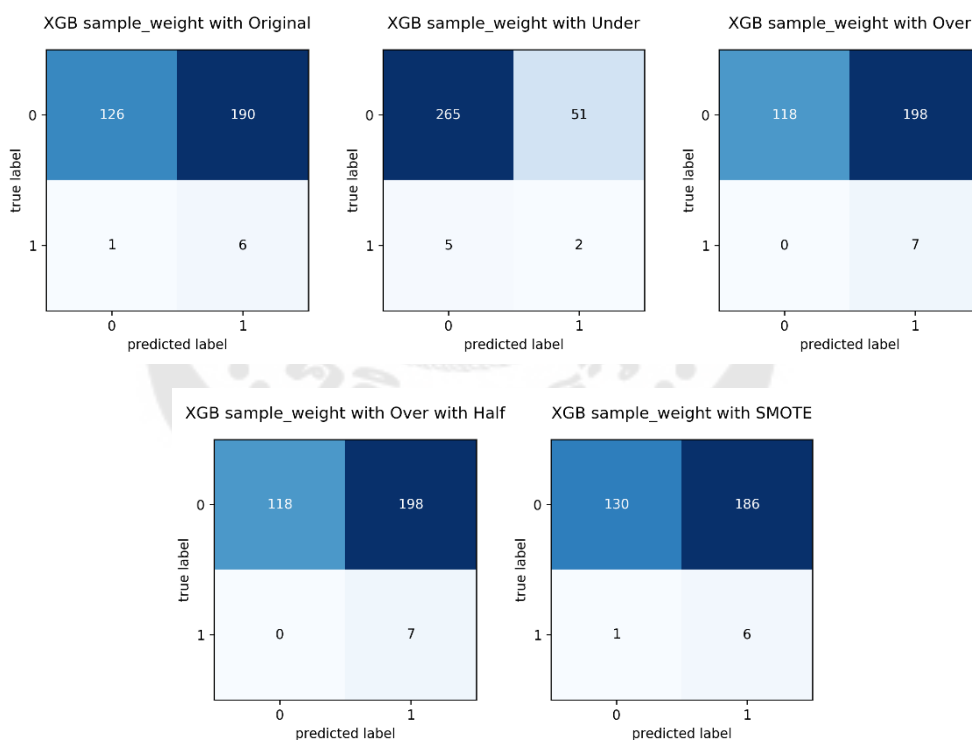 XGB sample_weight with Original
0
126
190
1
1
6
0
1
true label
predicted label
XGB sample_weight with Under
0
265
51
1
5
2
0
1
true label
predicted label
XGB sample_weight with Over
0
118
198
1
0
7
0
1
true label
predicted label
XGB sample_weight with Over with Half
0
118
198
1
0
7
0
1
true label
predicted label
XGB sample_weight with SMOTE
0
130
186
1
1
6
0
1
true label
predicted label